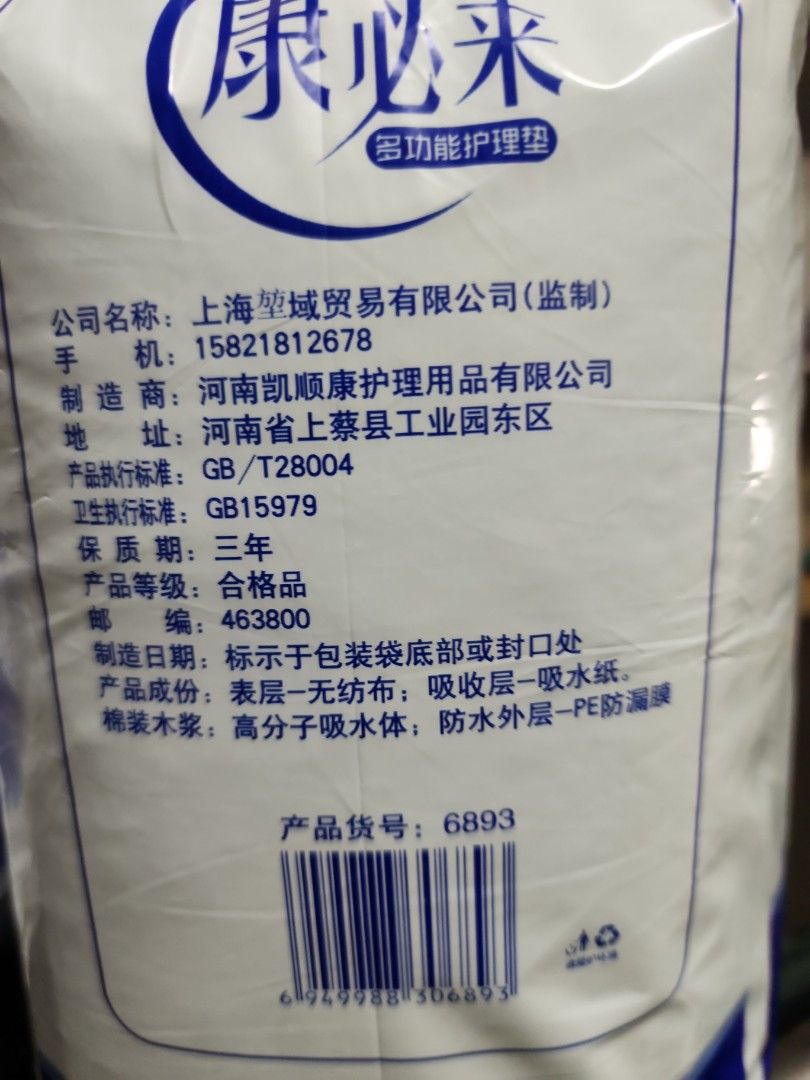 康必来
多功能护理垫
公司名称：上海堃域贸易有限公司(监制)
手 机：15821812678
制 造 商：河南凯顺康护理用品有限公司
地 址：河南省上蔡县工业园东区
产品执行标准：GB/T28004
卫生执行标准：GB15979
保 质 期：三年
产品等级：合格品
邮 编：463800
制造日期：标示于包装袋底部或封口处
产品成份：表层-无纺布；吸收层-吸水纸。
棉装木浆：高分子吸水体；防水外层-PE防漏膜
产品货号：6893
6 949988 306893